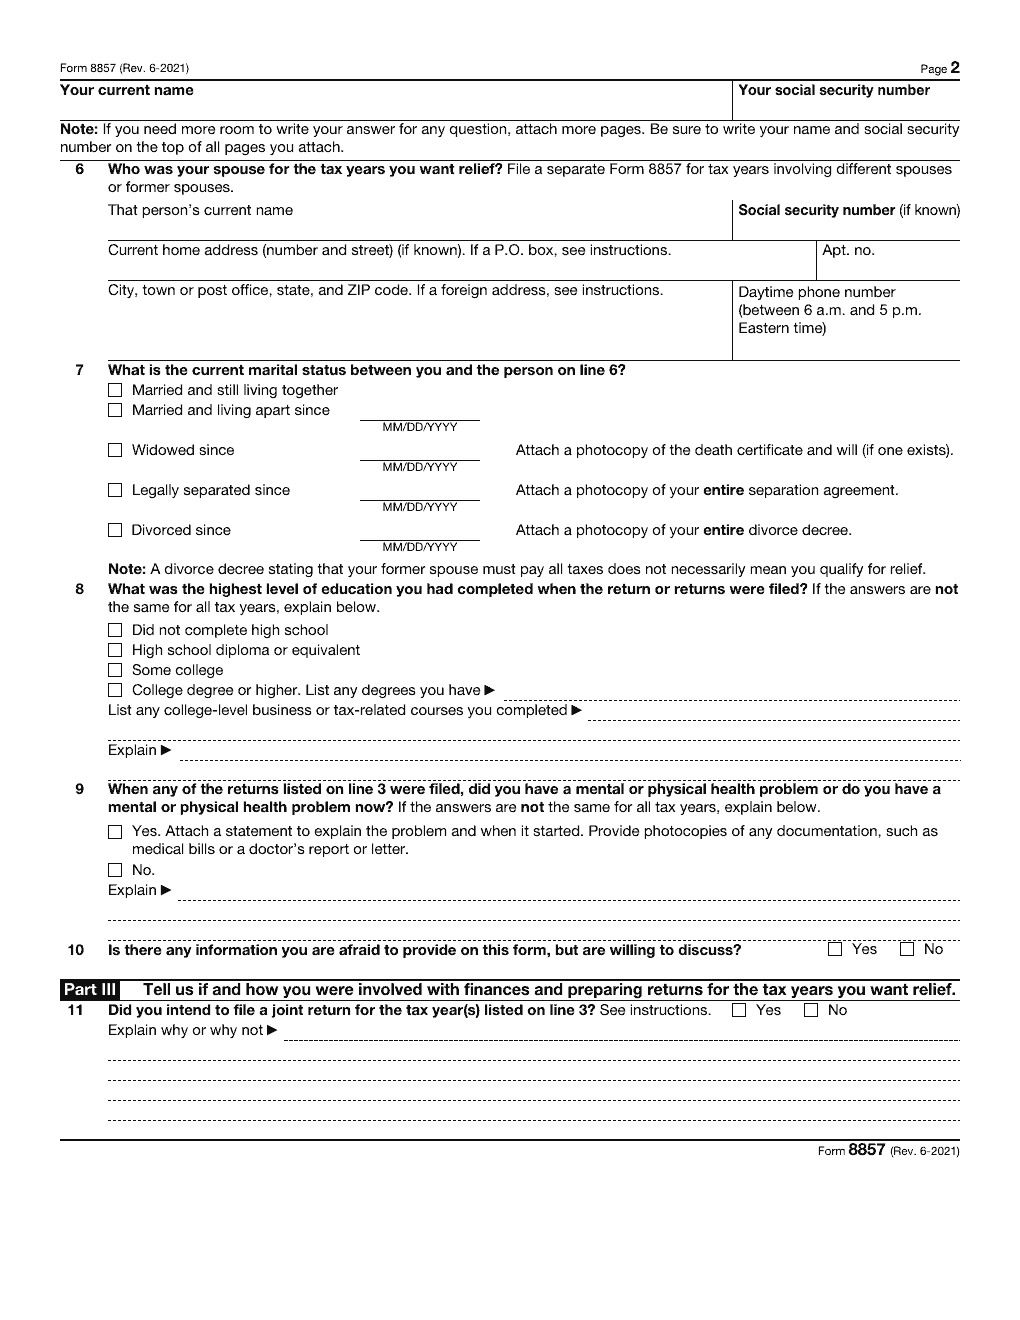 Form 8857 (Rev. 6-2021) Page 2
Your current name Your social security number
Note: If you need more room to write your answer for any question, attach more pages. Be sure to write your name and social security
number on the top of all pages you attach.
6 Who was your spouse for the tax years you want relief? File a separate Form 8857 for tax years involving different spouses
or former spouses.
That person's current name Social security number (if known)
Current home address (number and street) (if known). If a P.O. box, see instructions. Apt. no.
City, town or post office, state, and ZIP code. If a foreign address, see instructions. Daytime phone number
(between 6 a.m. and 5 p.m.
Eastern time)
7 What is the current marital status between you and the person on line 6?
Married and still living together
Married and living apart since
MM/DD/YYYY
Widowed since Attach a photocopy of the death certificate and will (if one exists).
MM/DD/YYYY
Legally separated since Attach a photocopy of your entire separation agreement.
MM/DD/YYYY
Divorced since Attach a photocopy of your entire divorce decree.
MM/DD/YYYY
Note: A divorce decree stating that your former spouse must pay all taxes does not necessarily mean you qualify for relief.
8 What was the highest level of education you had completed when the return or returns were filed? If the answers are not
the same for all tax years, explain below.
Did not complete high school
High school diploma or equivalent
Some college
College degree or higher. List any degrees you have ▶
List any college-level business or tax-related courses you completed ▶
Explain ▶
9 When any of the returns listed on line 3 were filed, did you have a mental or physical health problem or do you have a
mental or physical health problem now? If the answers are not the same for all tax years, explain below.
Yes. Attach a statement to explain the problem and when it started. Provide photocopies of any documentation, such as
medical bills or a doctor's report or letter.
No.
Explain ▶
10 Is there any information you are afraid to provide on this form, but are willing to discuss? Yes No
Part III Tell us if and how you were involved with finances and preparing returns for the tax years you want relief.
11 Did you intend to file a joint return for the tax year(s) listed on line 3? See instructions. Yes No
Explain why or why not ▶
Form 8857 (Rev. 6-2021)